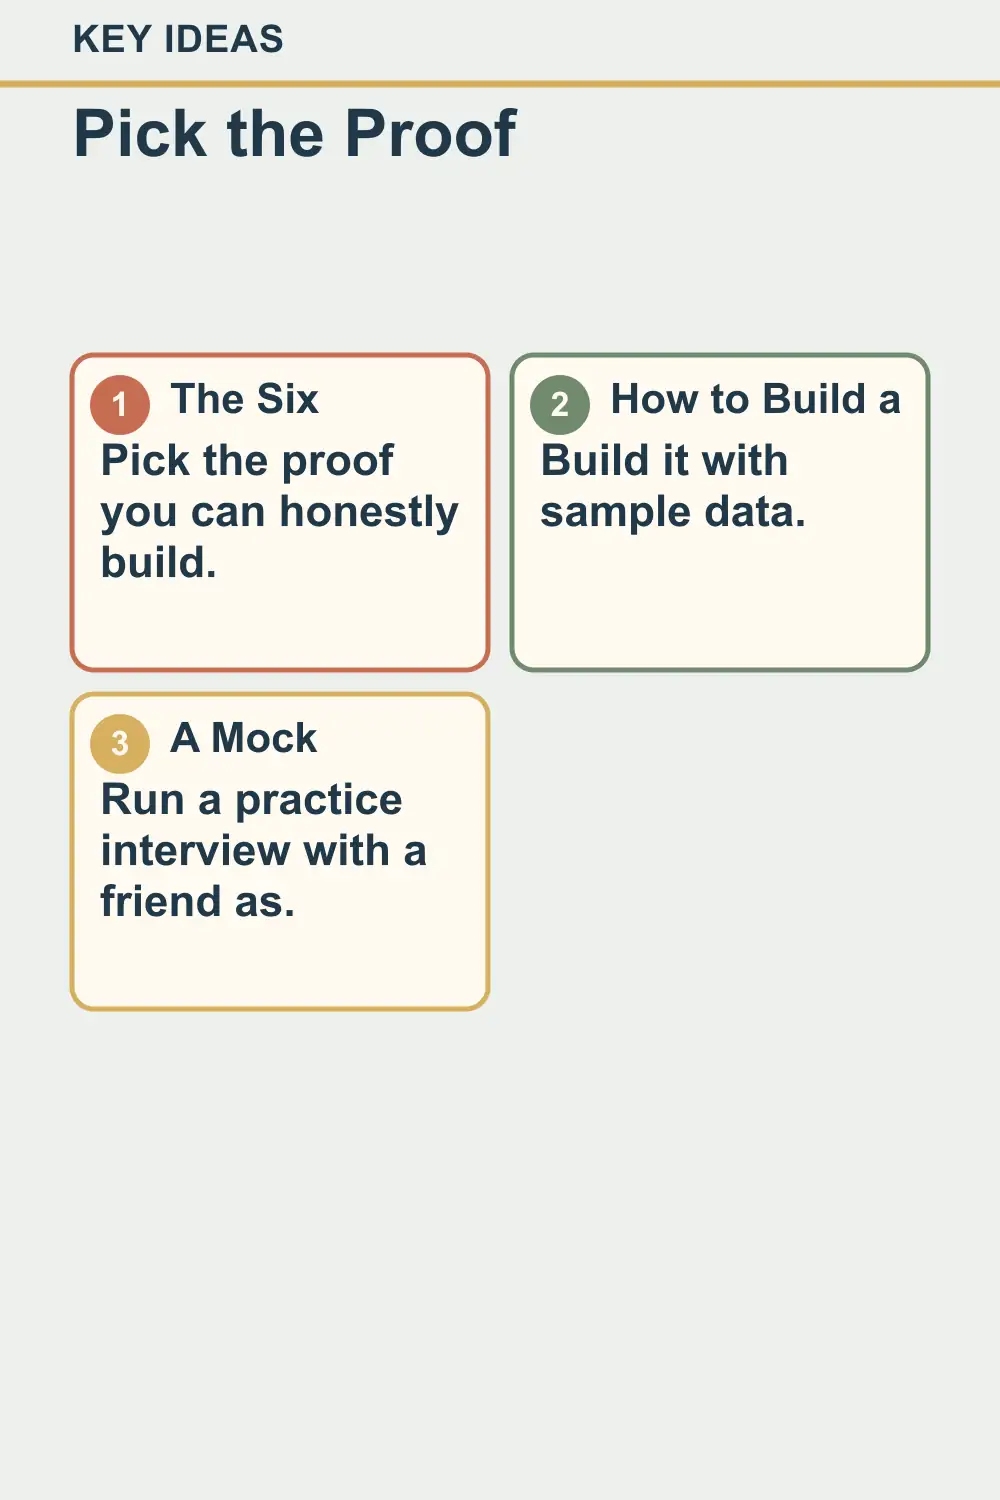 KEY IDEAS
Pick the Proof
1 The Six
Pick the proof
you can honestly
build.
2 How to Build a
Build it with
sample data.
3 A Mock
Run a practice
interview with a
friend as.